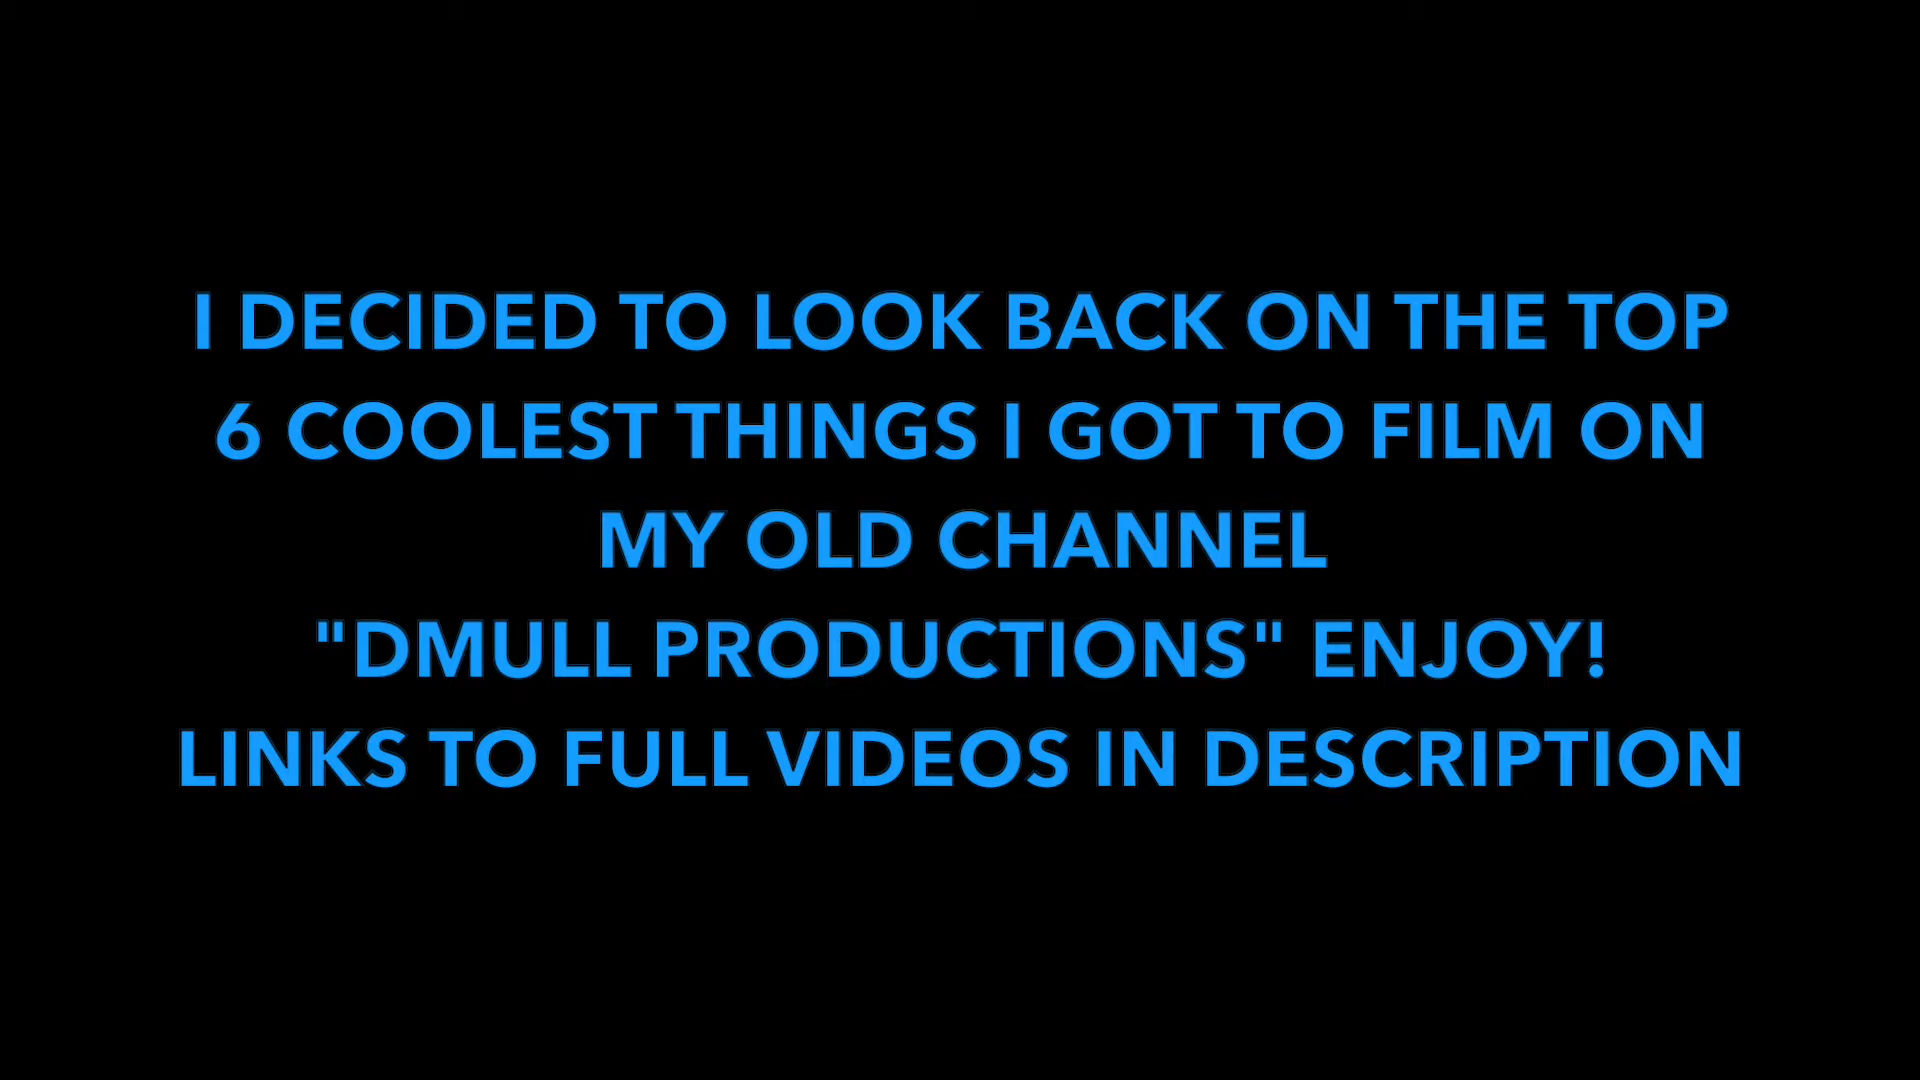 I DECIDED TO LOOK BACK ON THE TOP
6 COOLEST THINGS I GOT TO FILM ON
MY OLD CHANNEL
"DMULL PRODUCTIONS" ENJOY!
LINKS TO FULL VIDEOS IN DESCRIPTION